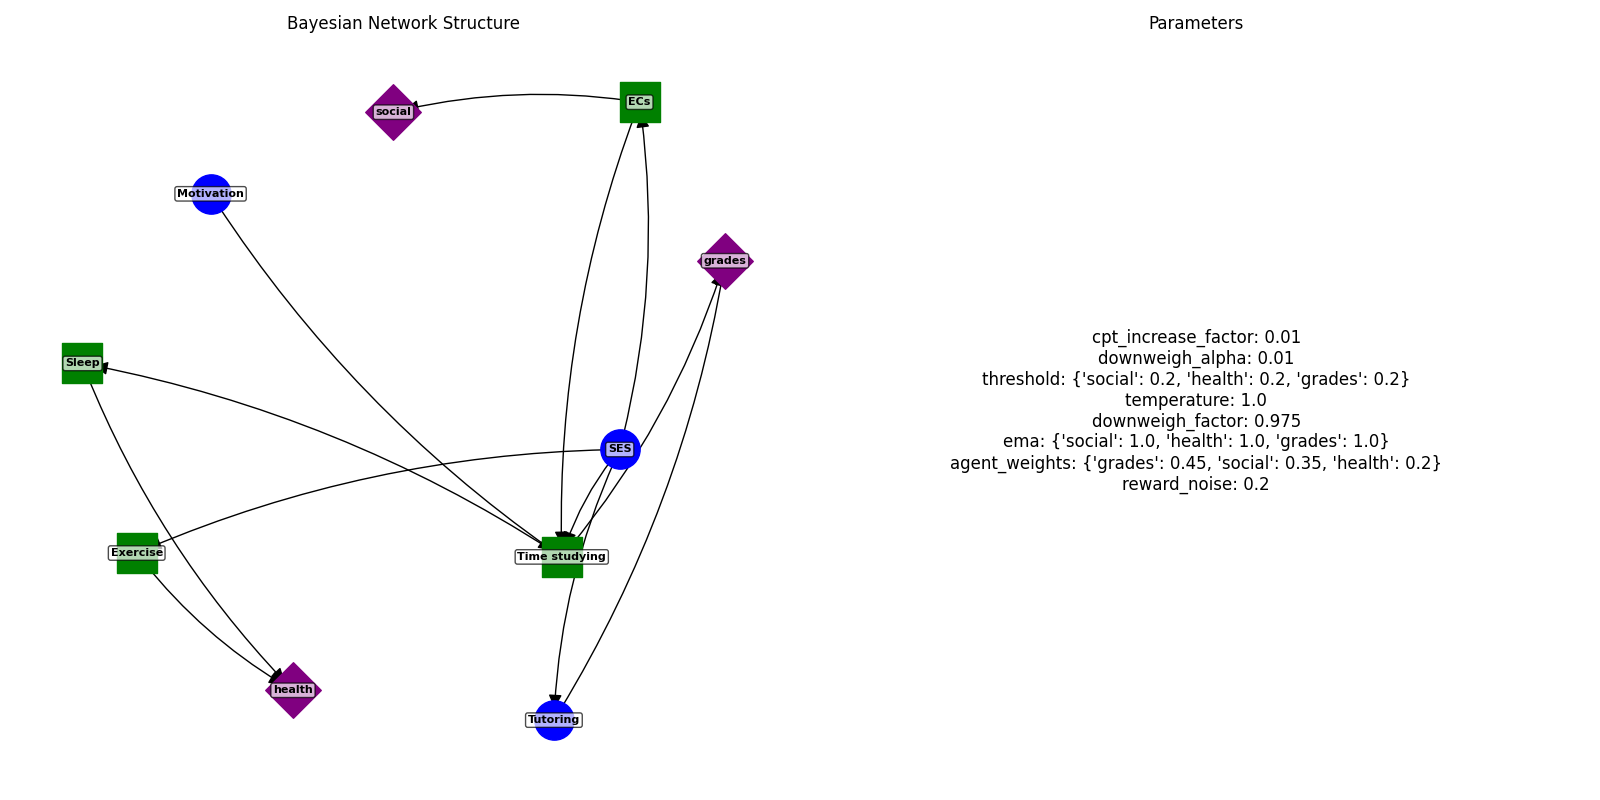 Bayesian Network Structure
Parameters
social
ECs
Motivation
grades
Sleep
SES
Exercise
Time studying
health
Tutoring
cpt_increase_factor: 0.01
downweigh_alpha: 0.01
threshold: {'social': 0.2, 'health': 0.2, 'grades': 0.2}
temperature: 1.0
downweigh_factor: 0.975
ema: {'social': 1.0, 'health': 1.0, 'grades': 1.0}
agent_weights: {'grades': 0.45, 'social': 0.35, 'health': 0.2}
reward_noise: 0.2